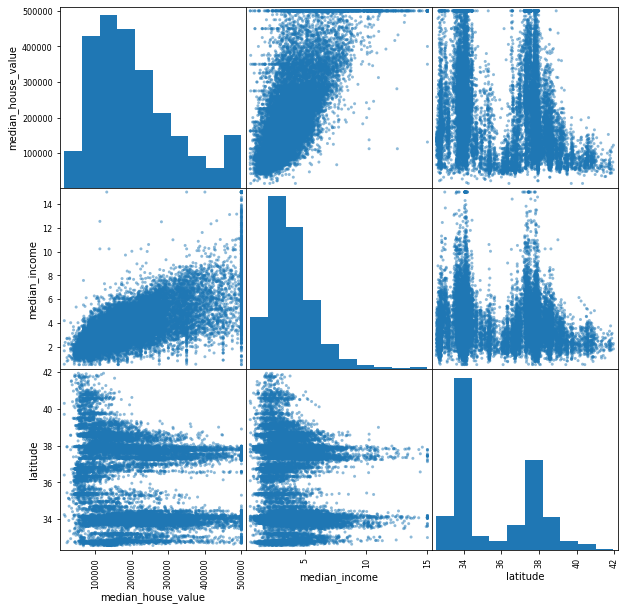 500000
400000
300000
200000
100000
median_house_value
14
12
10
8
6
4
2
median_income
42
40
38
36
34
latitude
100000 200000 300000 400000 500000
5 10 15
34 36 38 40 42
median_house_value
median_income
latitude